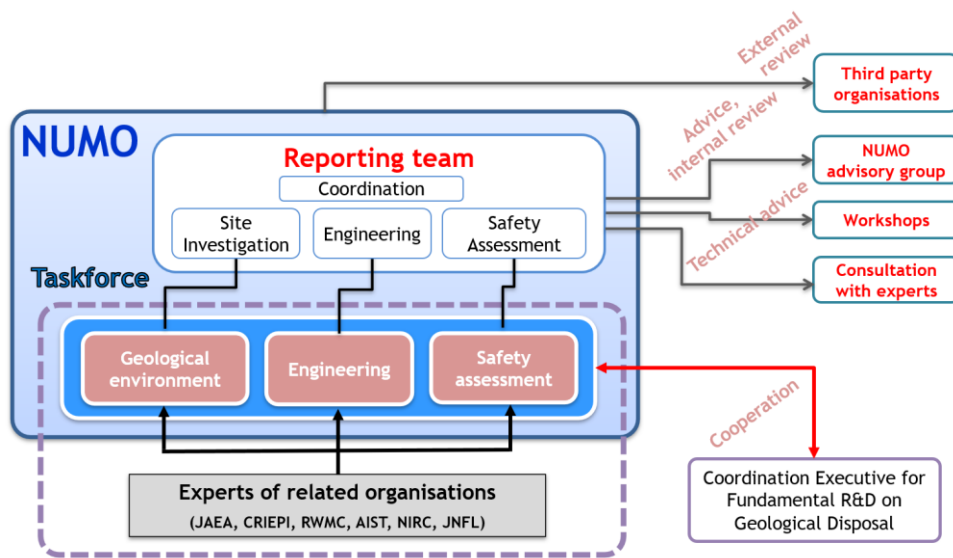 External
review
Third party
organisations
NUMO
Advice,
internal review
Reporting team
NUMO
advisory group
Coordination
Site
Investigation
Engineering
Safety
Assessment
Technical advice
Workshops
Taskforce
Consultation
with experts
Geological
environment
Engineering
Safety
assessment
Cooperation
Experts of related organisations
(JAEA, CRIEPI, RWMC, AIST, NIRC, JNFL)
Coordination Executive for
Fundamental R&D on
Geological Disposal